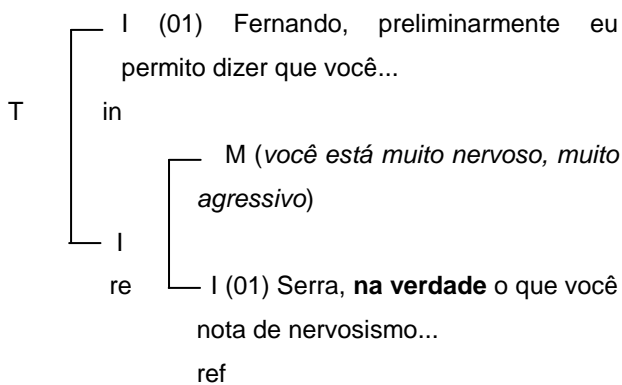 I (01) Fernando, preliminarmente eu
permito dizer que você...
T in
M (você está muito nervoso, muito
agressivo)
I
re I (01) Serra, na verdade o que você
nota de nervosismo...
ref